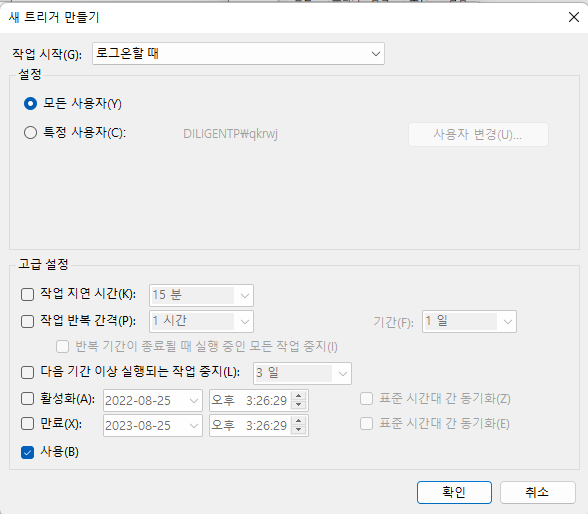 새 트리거 만들기
작업 시작(G): 로그온할 때
설정
모든 사용자(Y)
특정 사용자(C): DILIGENTP₩qkrwj 사용자 변경(U)...
고급 설정
작업 지연 시간(K): 15 분
작업 반복 간격(P): 1 시간 기간(F): 1 일
반복 기간이 종료될 때 실행 중인 모든 작업 중지(I)
다음 기간 이상 실행되는 작업 중지(L): 3 일
활성화(A): 2022-08-25 오후 3:26:29 표준 시간대 간 동기화(Z)
만료(X): 2023-08-25 오후 3:26:29 표준 시간대 간 동기화(E)
사용(B)
확인 취소